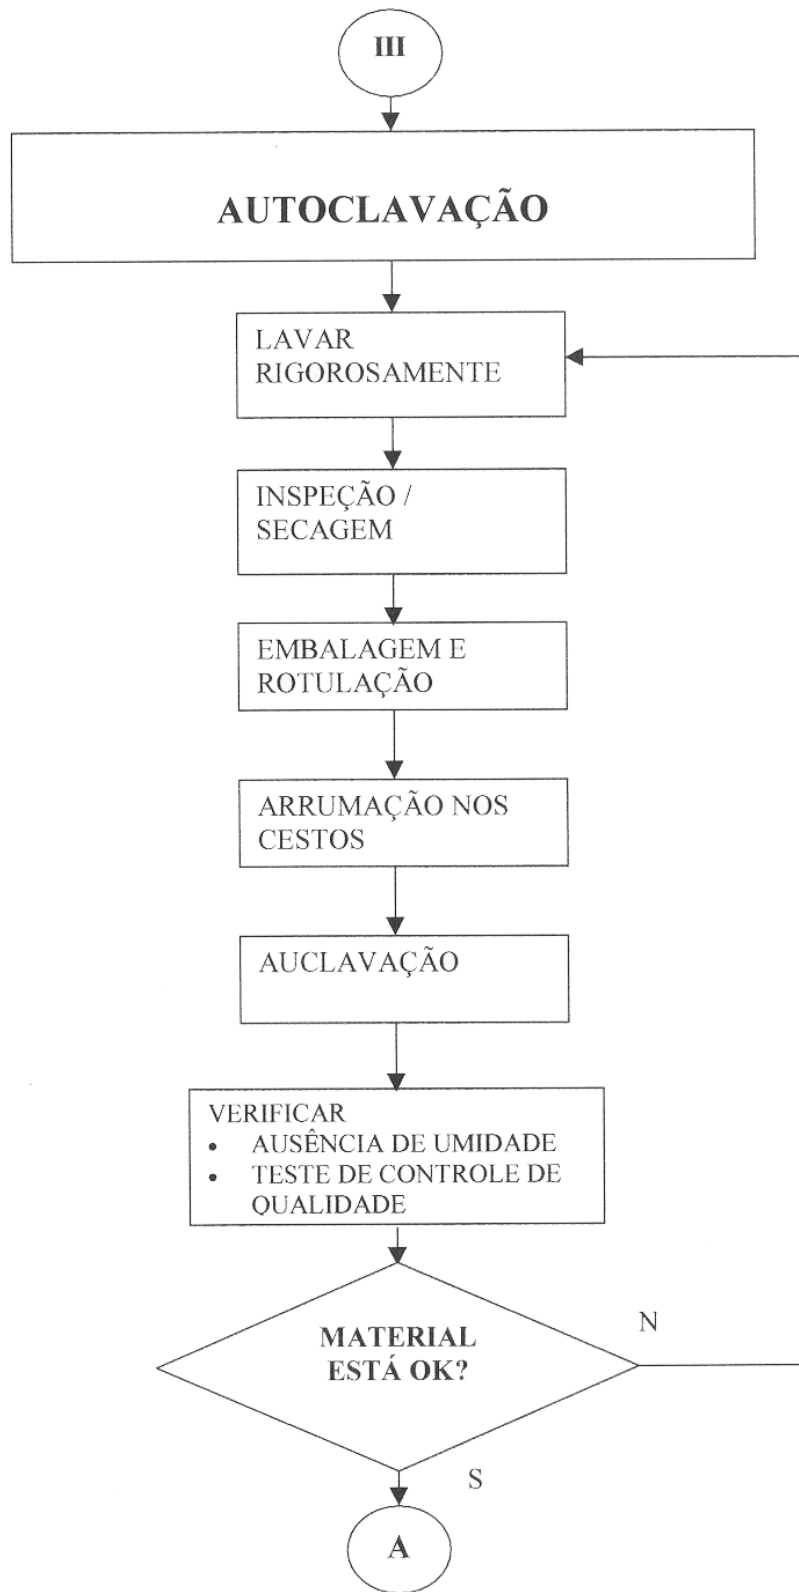 III
AUTOCLAVAÇÃO
LAVAR
RIGOROSAMENTE
INSPEÇÃO /
SECAGEM
EMBALAGEM E
ROTULAÇÃO
ARRUMAÇÃO NOS
CESTOS
AUCLAVAÇÃO
VERIFICAR
• AUSÊNCIA DE UMIDADE
• TESTE DE CONTROLE DE
QUALIDADE
MATERIAL
ESTÁ OK?
N
S
A